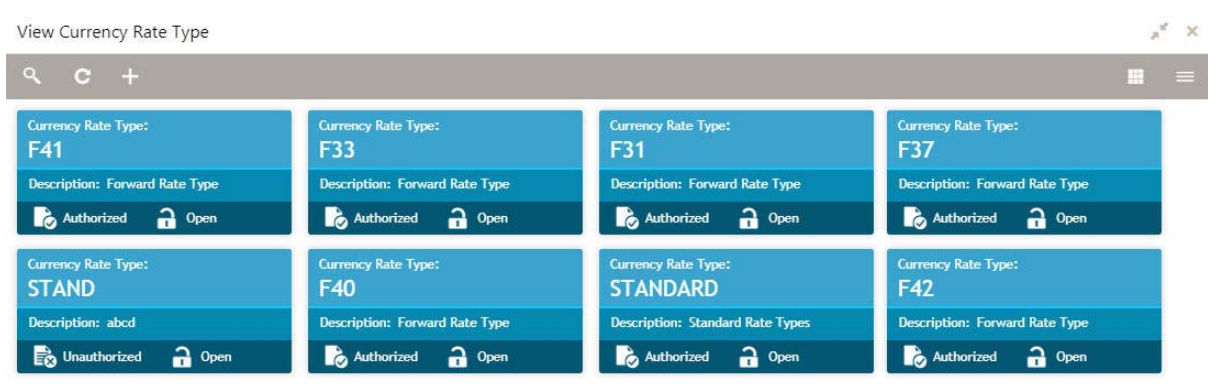 View Currency Rate Type
Currency Rate Type:
F41
Description: Forward Rate Type
Authorized Open
Currency Rate Type:
F33
Description: Forward Rate Type
Authorized Open
Currency Rate Type:
F31
Description: Forward Rate Type
Authorized Open
Currency Rate Type:
F37
Description: Forward Rate Type
Authorized Open
Currency Rate Type:
STAND
Description: abcd
Unauthorized Open
Currency Rate Type:
F40
Description: Forward Rate Type
Authorized Open
Currency Rate Type:
STANDARD
Description: Standard Rate Types
Authorized Open
Currency Rate Type:
F42
Description: Forward Rate Type
Authorized Open